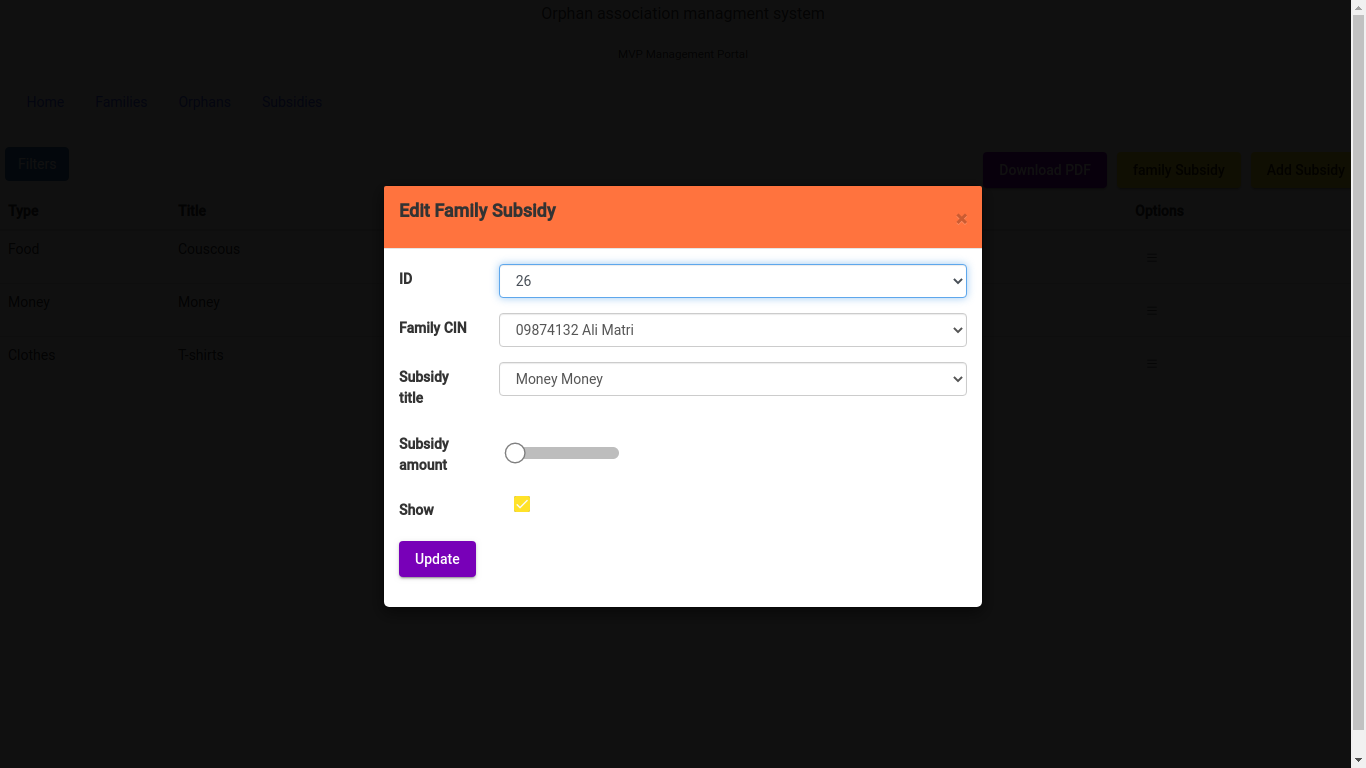 Orphan association managment system
MVP Management Portal
Home Families Orphans Subsidies
Filters
Download PDF family Subsidy Add Subsidy
Type Title Options
Food Couscous
Money Money
Clothes T-shirts
Edit Family Subsidy
×
ID 26
Family CIN 09874132 Ali Matri
Subsidy
title
Money Money
Subsidy
amount
Show
Update